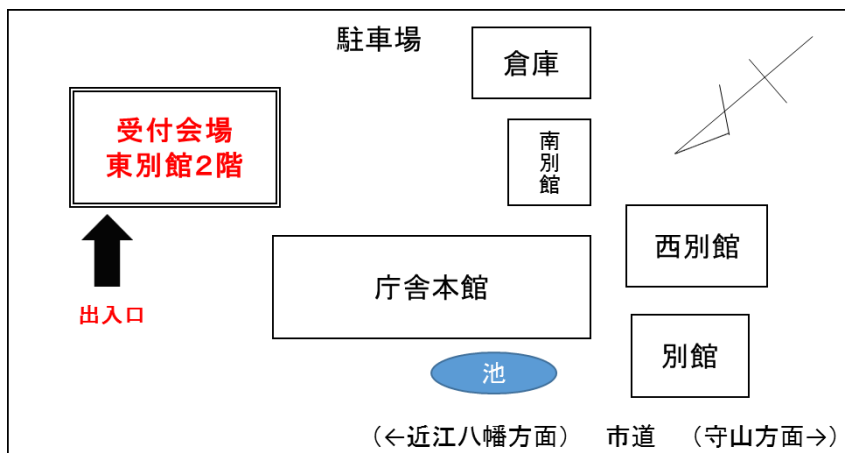 駐車場
倉庫
受付会場
東別館2階
南別館
西別館
庁舎本館
出入口
別館
池
(←近江八幡方面) 市道 (守山方面→)